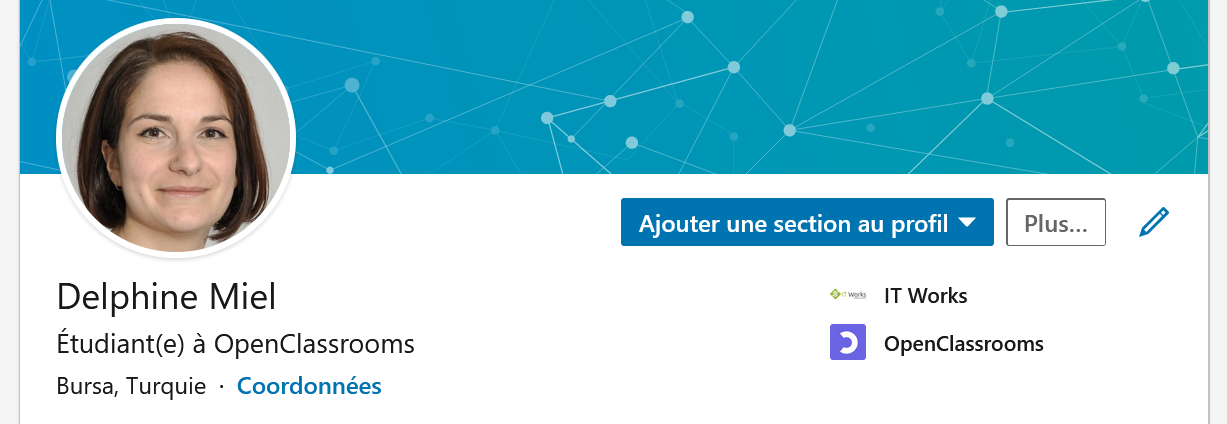 Ajouter une section au profil
Plus...
Delphine Miel
Étudiant(e) à OpenClassrooms
Bursa, Turquie · Coordonnées
IT Works
IT Works
OpenClassrooms